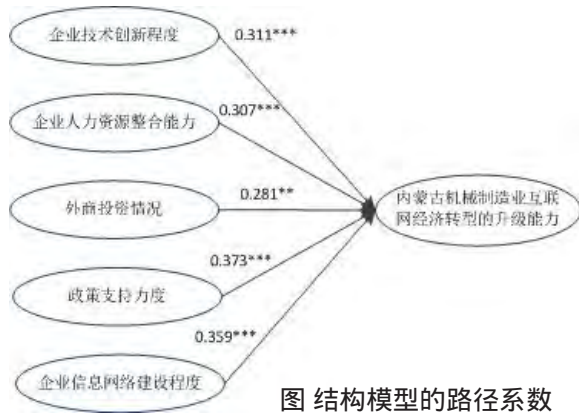 企业技术创新程度
0.311***
企业人力资源整合能力
0.307***
外商投资情况
0.281**
内蒙古机械制造业互联
网经济转型的升级能力
政策支持力度
0.373***
企业信息网络建设程度
0.359***
图 结构模型的路径系数